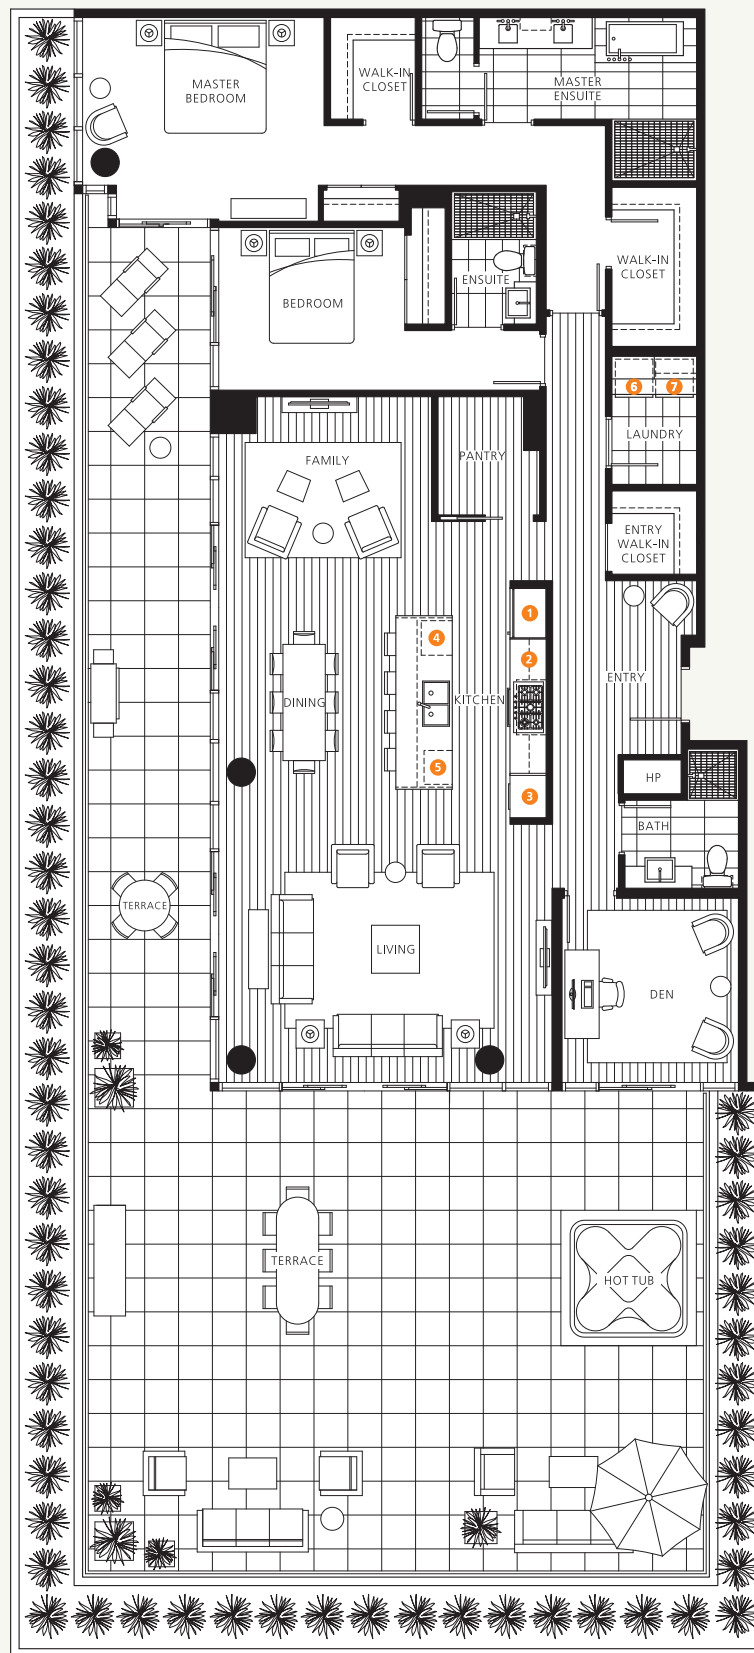 MASTER
BEDROOM
WALK-IN
CLOSET
MASTER
ENSUITE
WALK-IN
CLOSET
ENSUITE
BEDROOM
6 7
LAUNDRY
FAMILY
PANTRY
ENTRY
WALK-IN
CLOSET
1
4
2
ENTRY
DINING
KITCHEN
5
HP
3
BATH
TERRACE
LIVING
DEN
TERRACE
HOT TUB